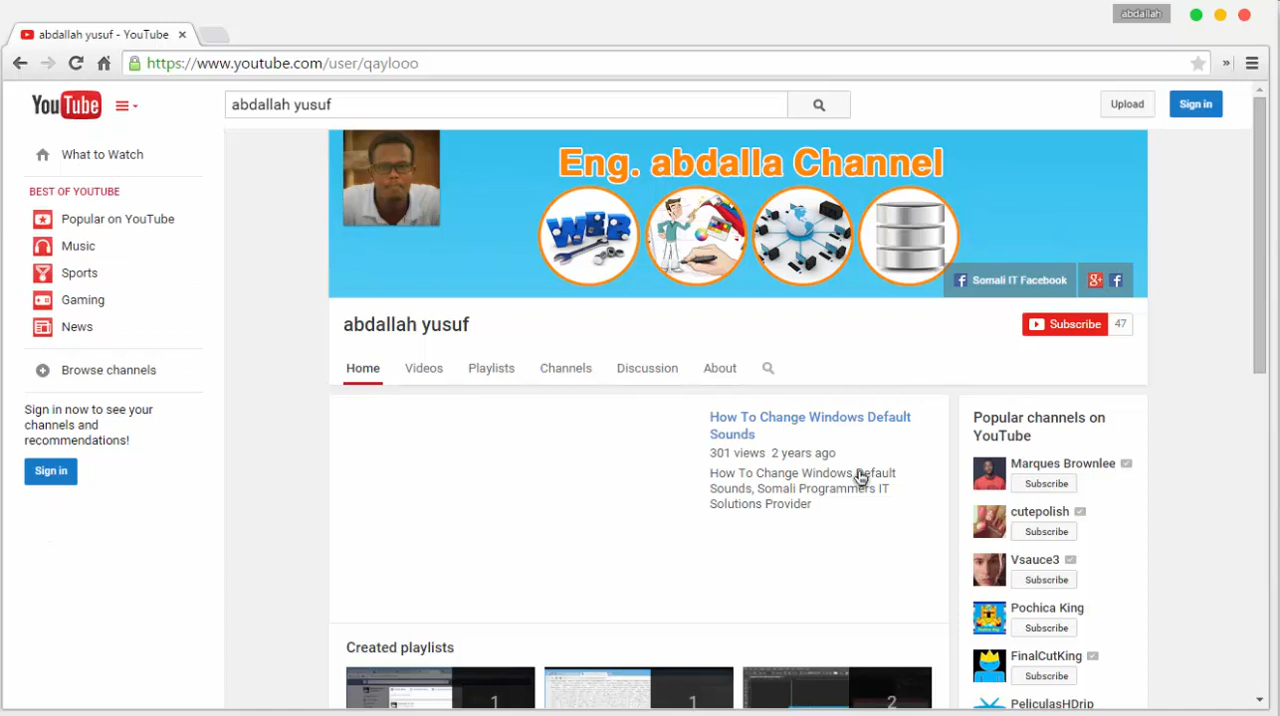 abdallah
abdallah yusuf - YouTube
https://www.youtube.com/user/qaylooo
YouTube
abdallah yusuf
Upload
Sign in
What to Watch
BEST OF YOUTUBE
Popular on YouTube
Music
Sports
Gaming
News
Browse channels
Sign in now to see your
channels and
recommendations!
Sign in
Eng. abdalla Channel
WEB
Somali IT Facebook
abdallah yusuf
Subscribe 47
Home Videos Playlists Channels Discussion About
How To Change Windows Default
Sounds
301 views 2 years ago
How To Change Windows Default
Sounds, Somali Programmers IT
Solutions Provider
Created playlists
1
1
2
Popular channels on
YouTube
Marques Brownlee
Subscribe
cutepolish
Subscribe
Vsauce3
Subscribe
Pochica King
Subscribe
FinalCutKing
Subscribe
PeliculasHDrip